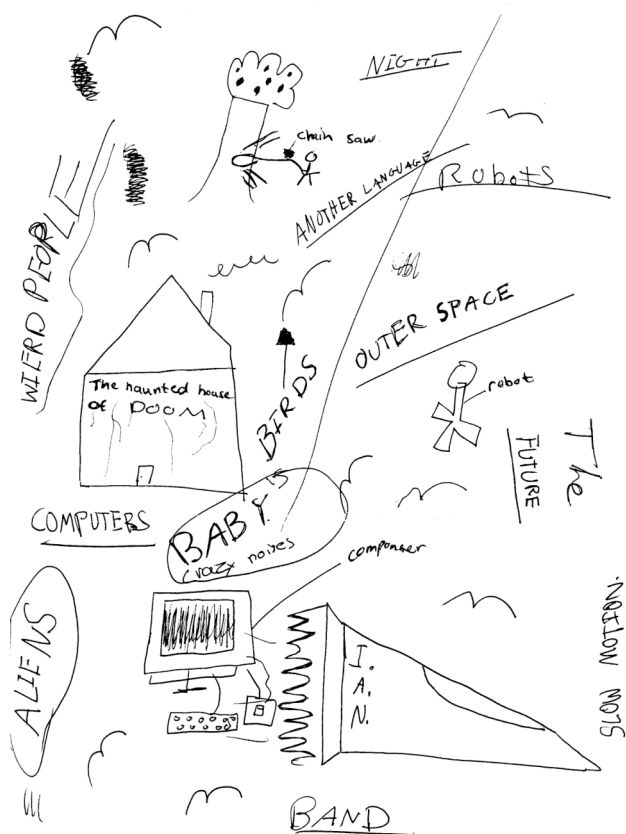 NIGHT
chain saw.
ANOTHER LANGUAGE
Robots
WIERD PEOPLE
OUTER SPACE
The haunted house
of DOOM
BIRDS
robot
The
FUTURE
COMPUTERS
BABY'S
crazy noises
componter
ALIENS
I.
A.
N.
SLOW MOTION.
BAND